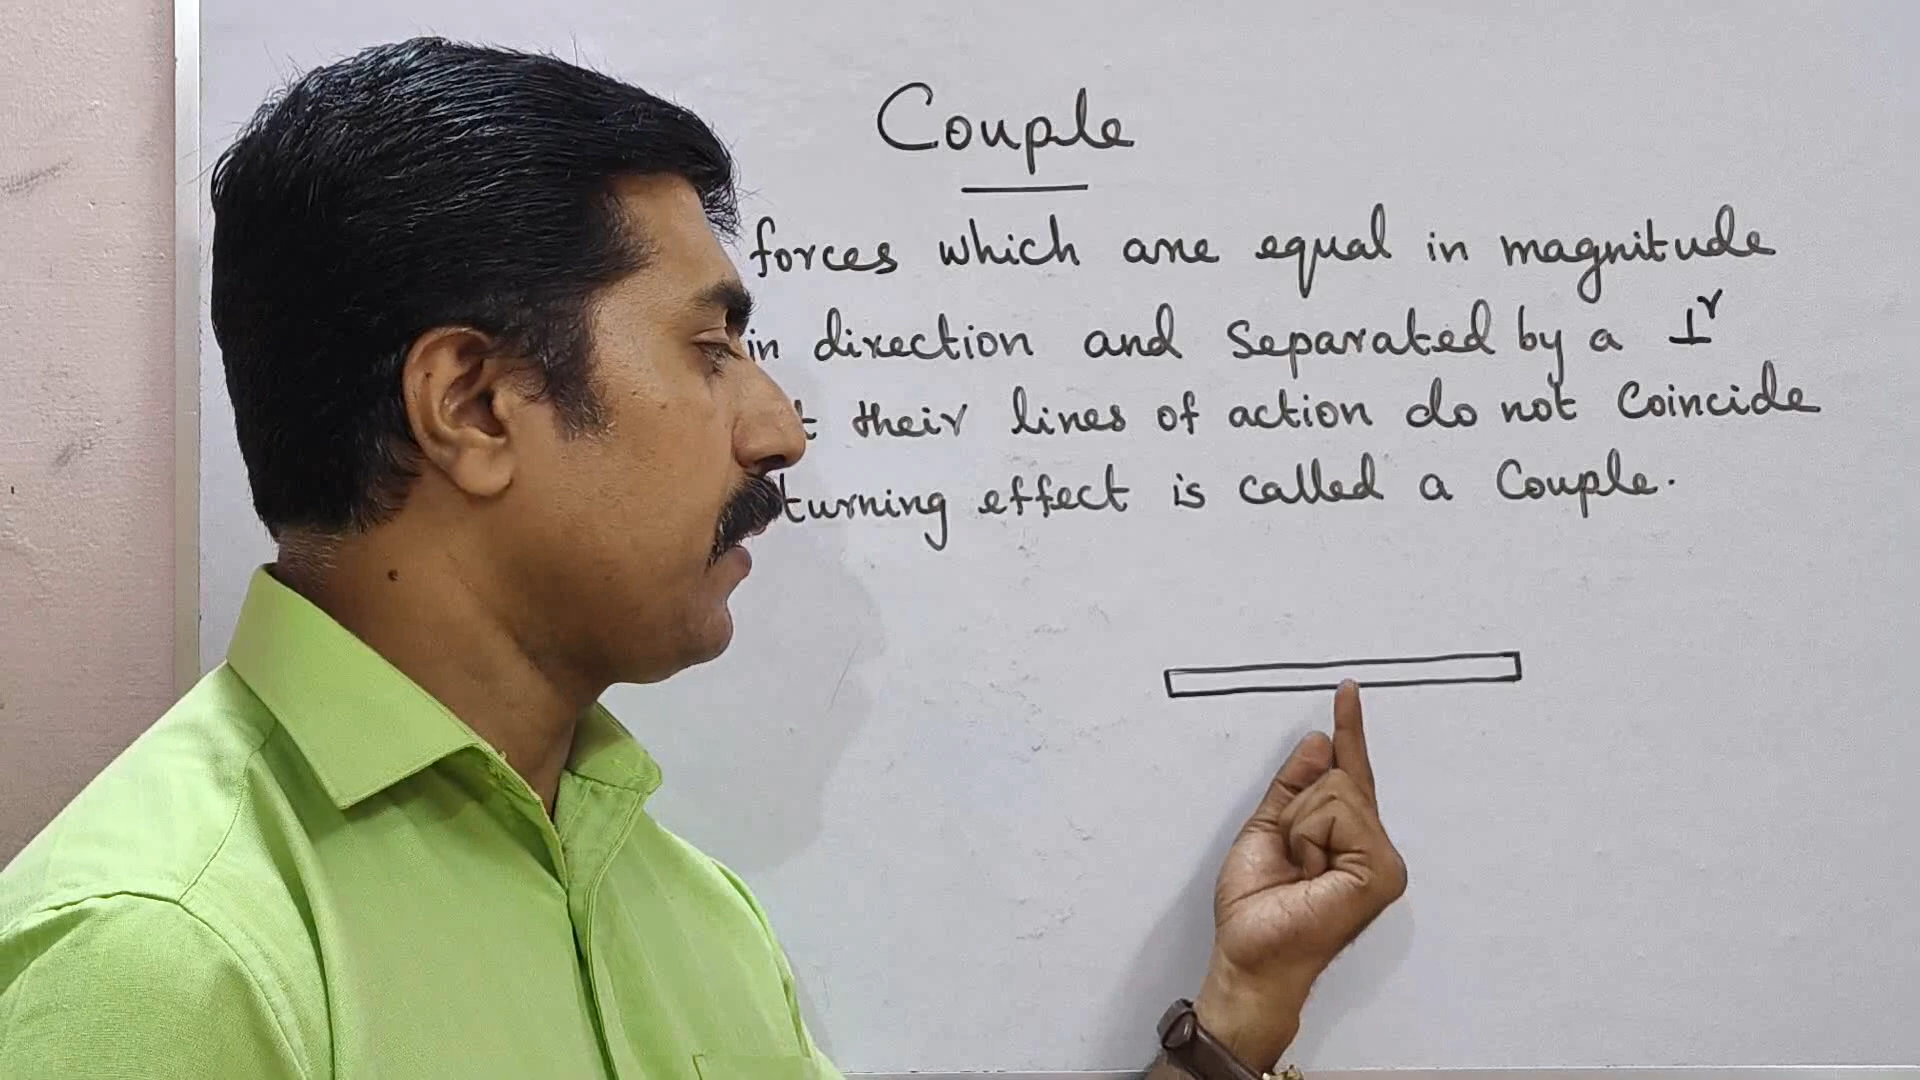 Couple
forces which are equal in magnitude
in direction and separated by a ⊥r
their lines of action do not coincide
turning effect is called a couple.